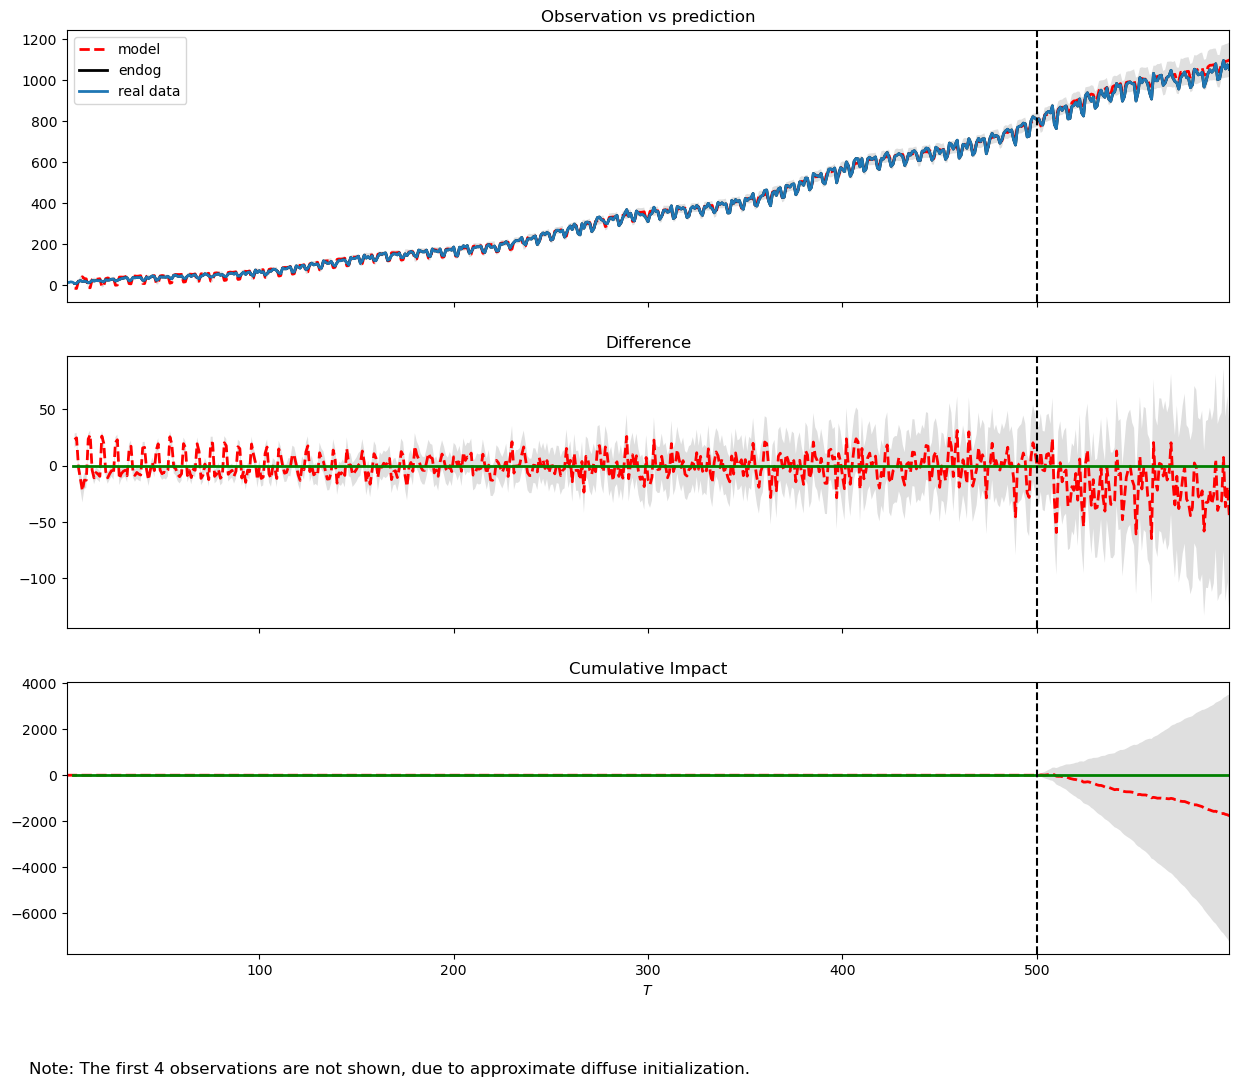 Observation vs prediction
1200
1000
800
600
400
200
0
model
endog
real data
Difference
50
0
−50
−100
Cumulative Impact
4000
2000
0
−2000
−4000
−6000
100 200 300 400 500
T
Note: The first 4 observations are not shown, due to approximate diffuse initialization.